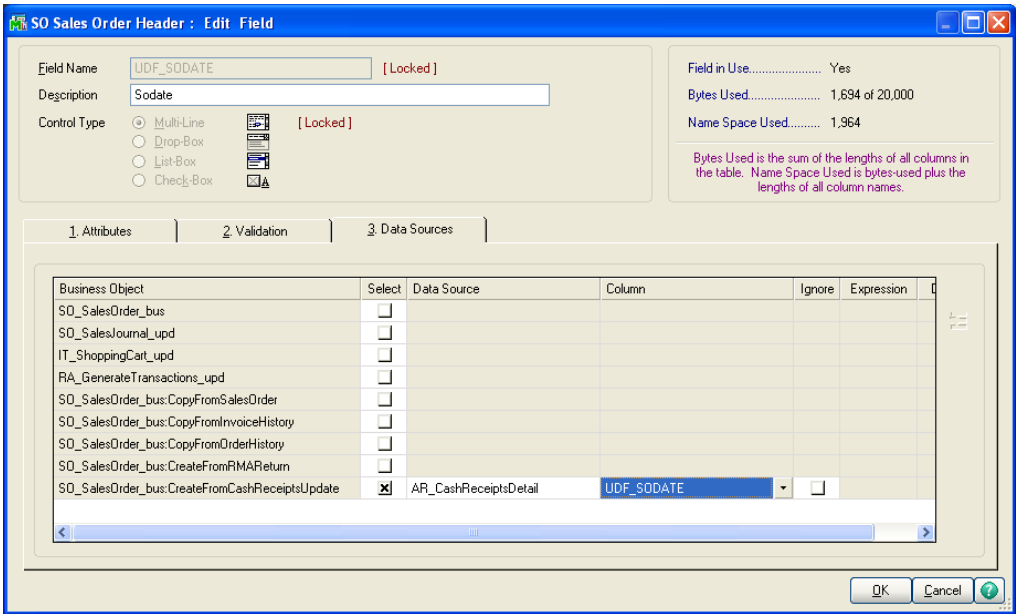 SO Sales Order Header : Edit Field
Field Name UDF_SODATE [ Locked ]
Description Sodate
Control Type Multi-Line [ Locked ]
Drop-Box
List-Box
Check-Box
Field in Use...................... Yes
Bytes Used...................... 1,694 of 20,000
Name Space Used.......... 1,964
Bytes Used is the sum of the lengths of all columns in
the table. Name Space Used is bytes-used plus the
lengths of all column names.
1. Attributes 2. Validation 3. Data Sources
Business Object Select Data Source Column Ignore Expression
SO_SalesOrder_bus
SO_SalesJournal_upd
IT_ShoppingCart_upd
RA_GenerateTransactions_upd
SO_SalesOrder_bus:CopyFromSalesOrder
SO_SalesOrder_bus:CopyFromInvoiceHistory
SO_SalesOrder_bus:CopyFromOrderHistory
SO_SalesOrder_bus:CreateFromRMAReturn
SO_SalesOrder_bus:CreateFromCashReceiptsUpdate AR_CashReceiptsDetail UDF_SODATE
OK Cancel